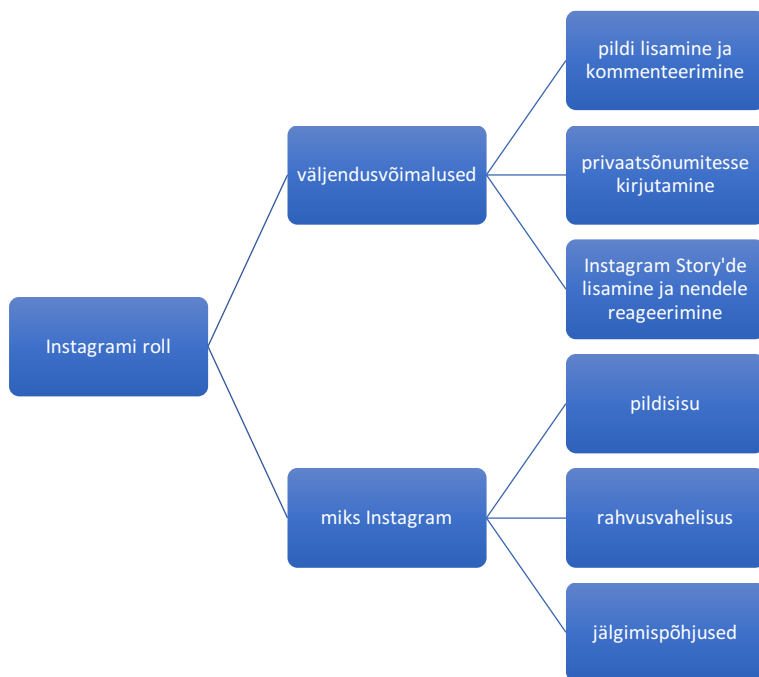 pildi lisamine ja
kommenteerimine
väljendusvõimalused
privaatsõnumitesse
kirjutamine
Instagram Story'de
lisamine ja nendele
reageerimine
Instagrami roll
pildisisu
miks Instagram
rahvusvahelisus
jälgimispõhjused